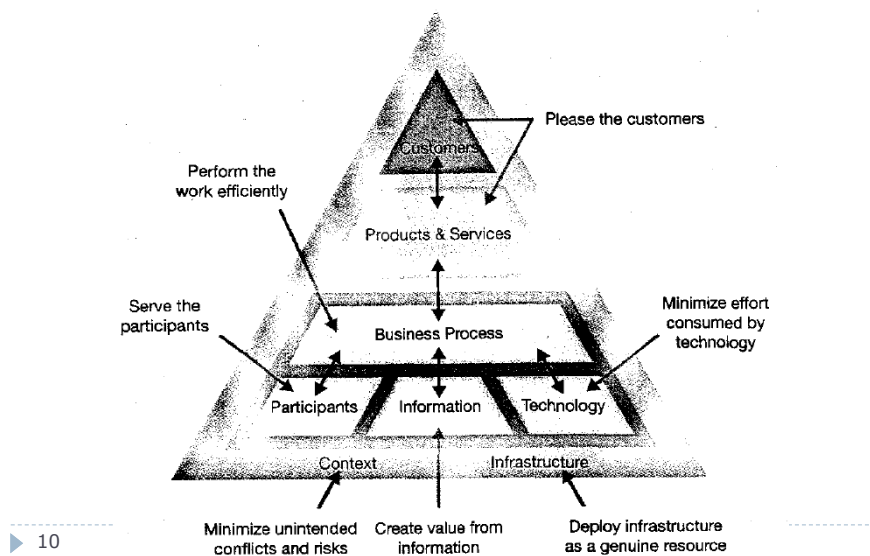 Please the customers
Customers
Perform the
work efficiently
Products & Services
Serve the
participants
Minimize effort
consumed by
technology
Business Process
Participants
Information
Technology
Context
Infrastructure
Minimize unintended
conflicts and risks
Create value from
information
Deploy infrastructure
as a genuine resource
10